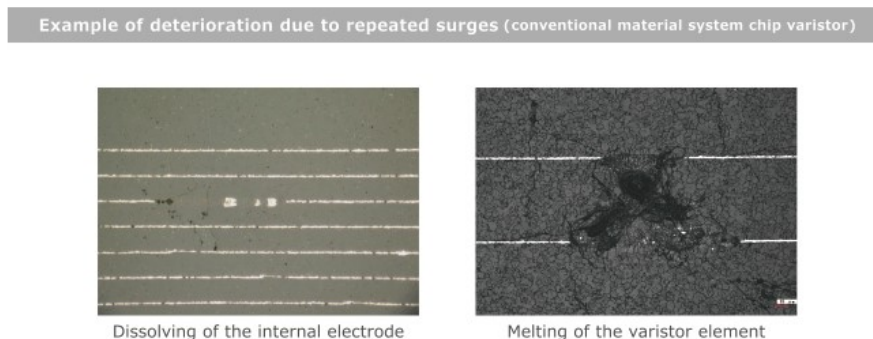 Example of deterioration due to repeated surges (conventional material system chip varistor)
Dissolving of the internal electrode
Melting of the varistor element